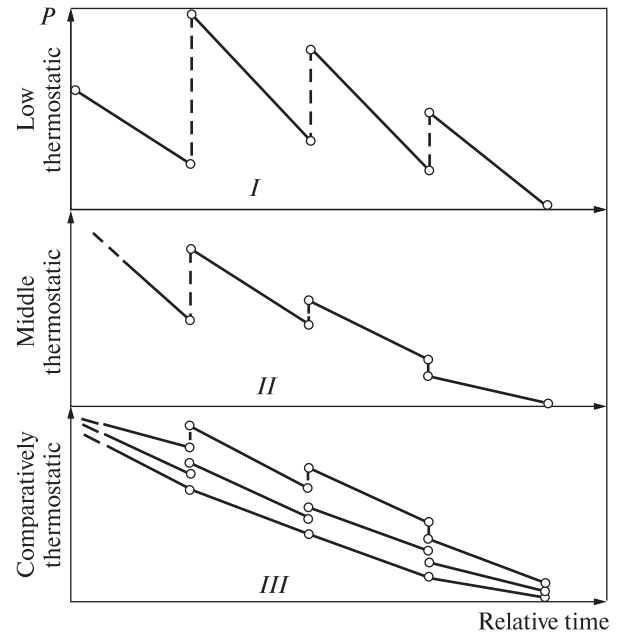 P
Low
thermostatic
I
Middle
thermostatic
II
Comparatively
thermostatic
III
Relative time